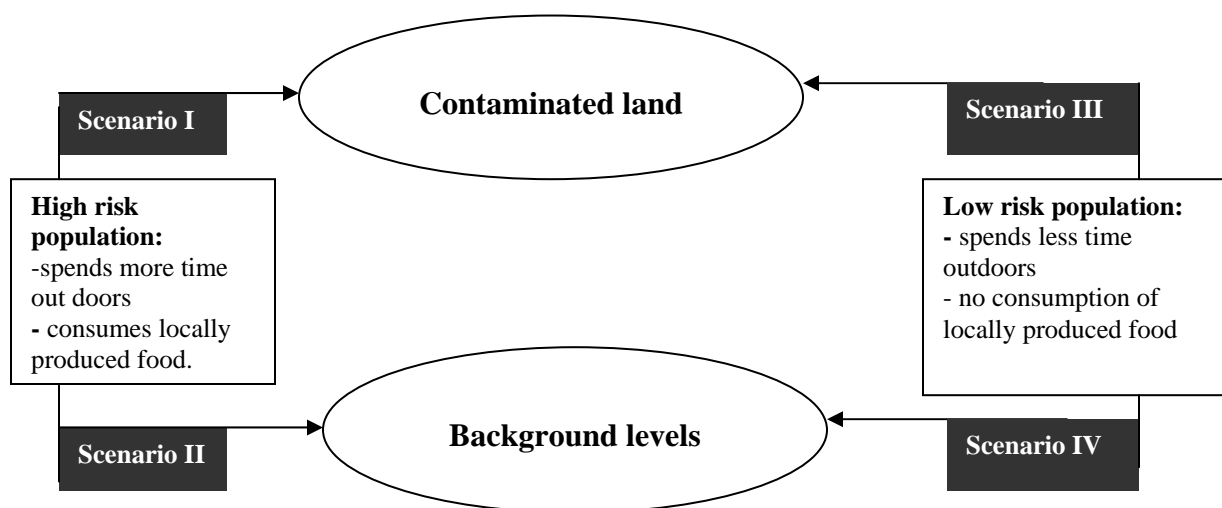 Contaminated land
Scenario I
Scenario III
High risk
population:
-spends more time
out doors
- consumes locally
produced food.
Low risk population:
- spends less time
outdoors
- no consumption of
locally produced food
Background levels
Scenario II
Scenario IV